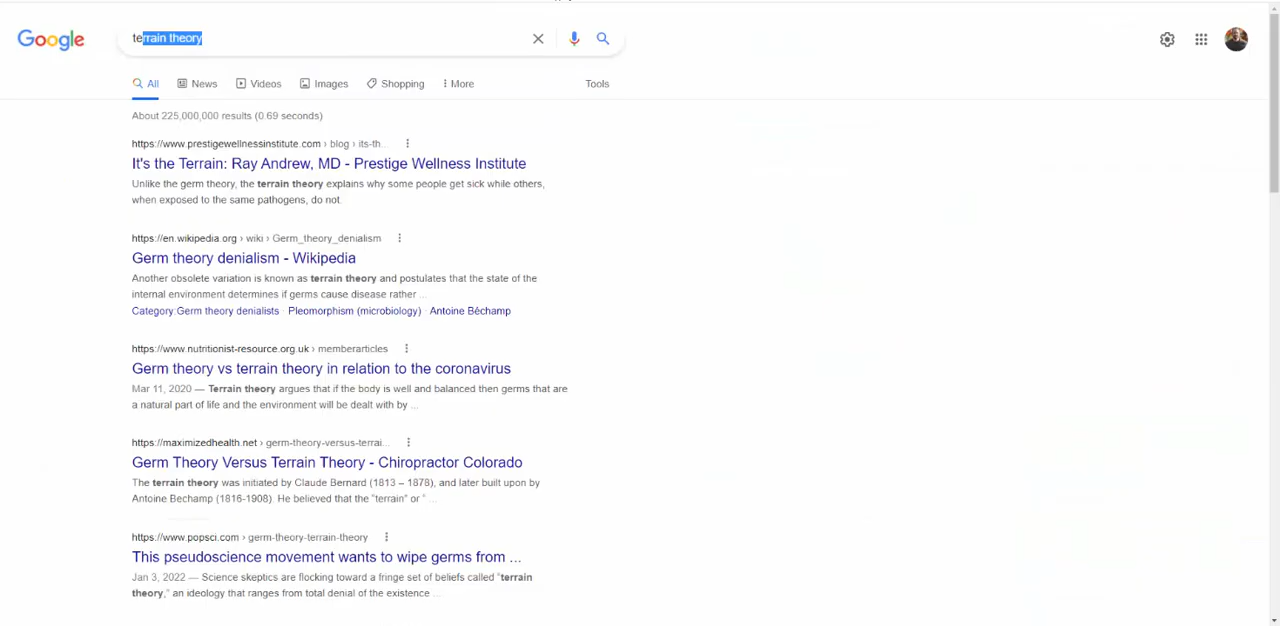 Google
terrain theory
All
News
Videos
Images
Shopping
More
Tools
About 225,000,000 results (0.69 seconds)
https://www.prestigewellnessinstitute.com › blog › its-th...
It's the Terrain: Ray Andrew, MD - Prestige Wellness Institute
Unlike the germ theory, the terrain theory explains why some people get sick while others,
when exposed to the same pathogens, do not.
https://en.wikipedia.org › wiki › Germ_theory_denialism
Germ theory denialism - Wikipedia
Another obsolete variation is known as terrain theory and postulates that the state of the
internal environment determines if germs cause disease rather ...
Category:Germ theory denialists · Pleomorphism (microbiology) · Antoine Béchamp
https://www.nutritionist-resource.org.uk › memberarticles
Germ theory vs terrain theory in relation to the coronavirus
Mar 11, 2020 — Terrain theory argues that if the body is well and balanced then germs that are
a natural part of life and the environment will be dealt with by ...
https://maximizedhealth.net › germ-theory-versus-terrai...
Germ Theory Versus Terrain Theory - Chiropractor Colorado
The terrain theory was initiated by Claude Bernard (1813 – 1878), and later built upon by
Antoine Bechamp (1816-1908). He believed that the "terrain" or " ...
https://www.popsci.com › germ-theory-terrain-theory
This pseudoscience movement wants to wipe germs from ...
Jan 3, 2022 — Science skeptics are flocking toward a fringe set of beliefs called "terrain
theory," an ideology that ranges from total denial of the existence ...